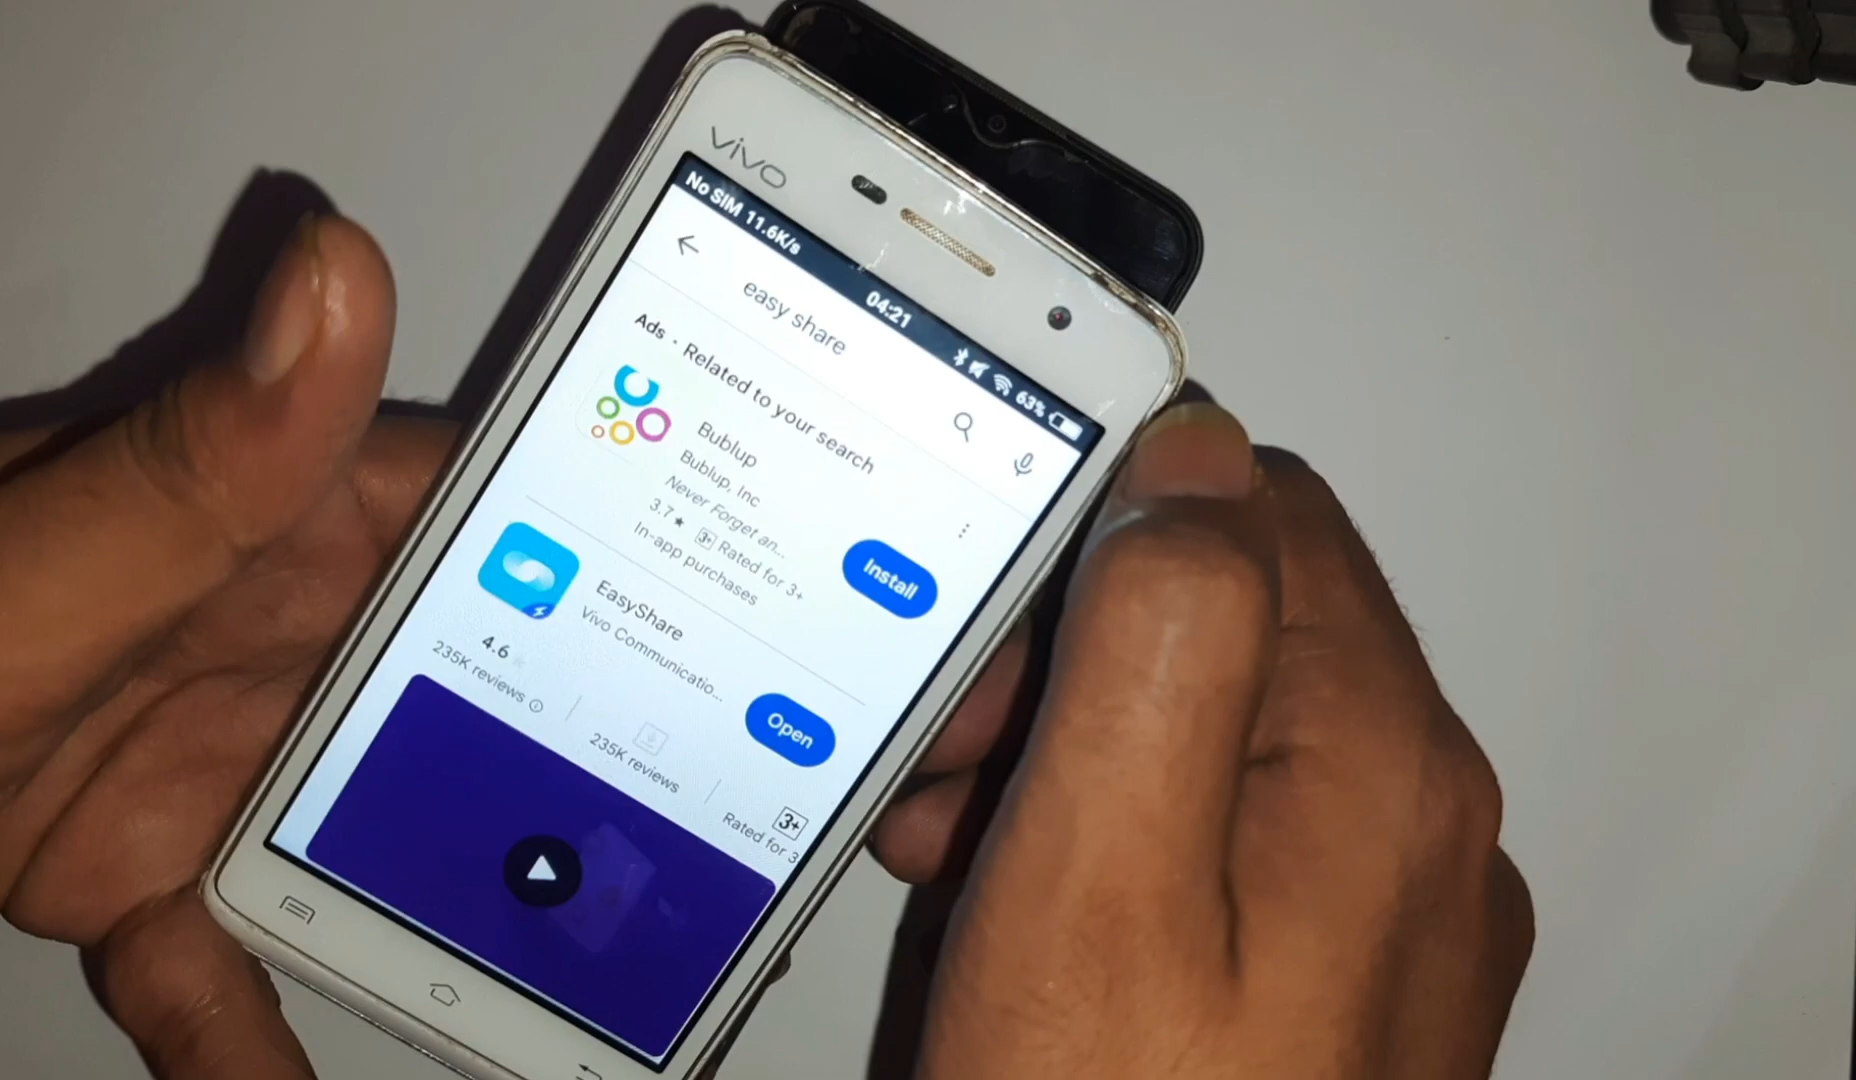 vivo
No SIM 11.6K/s 04:21 63%
easy share
Ads · Related to your search
Bublup
Bublup, Inc
Never Forget an...
3.7★ 3+ Rated for 3+
In-app purchases
Install
EasyShare
Vivo Communicatio...
Open
4.6
235K reviews
235K reviews
3+
Rated for 3